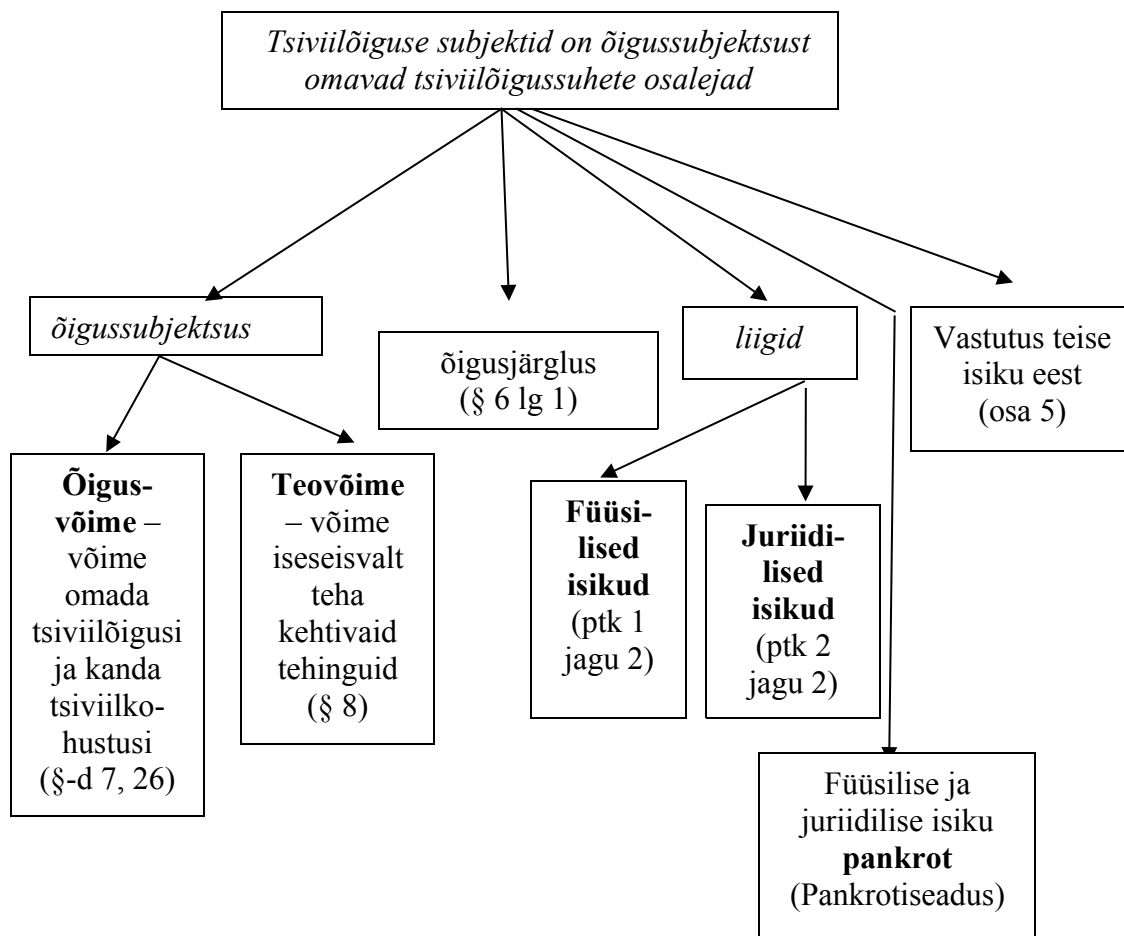 Tsiviilõiguse subjektid on õigussubjektsust
omavad tsiviilõigussuhete osalejad
õigussubjektsus
õigusjärglus
(§ 6 lg 1)
liigid
Vastutus teise
isiku eest
(osa 5)
Õigus-
võime –
võime
omada
tsiviilõigusi
ja kanda
tsiviilko-
hustusi
(§-d 7, 26)
Teovõime
– võime
iseseisvalt
teha
kehtivaid
tehinguid
(§ 8)
Füüsi-
lised
isikud
(ptk 1
jagu 2)
Juriidi-
lised
isikud
(ptk 2
jagu 2)
Füüsilise ja
juriidilise isiku
pankrot
(Pankrotiseadus)